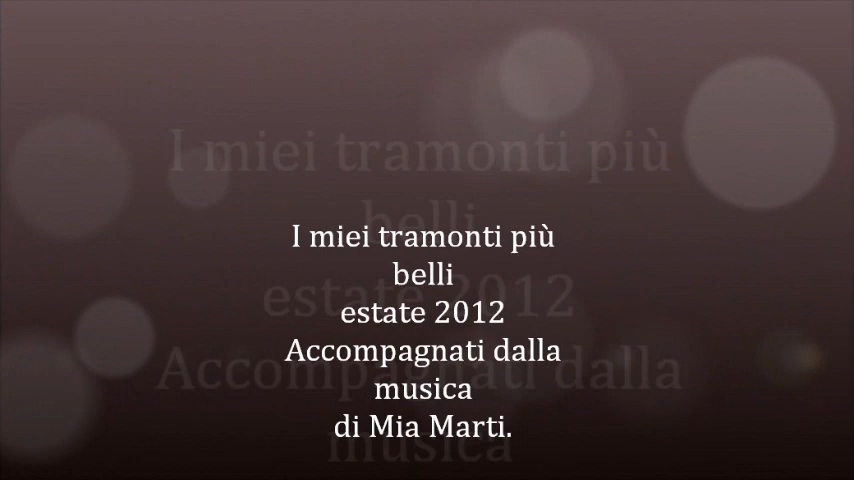 I miei tramonti più
belli
estate 2012
Accompagnati dalla
musica
di Mia Marti.